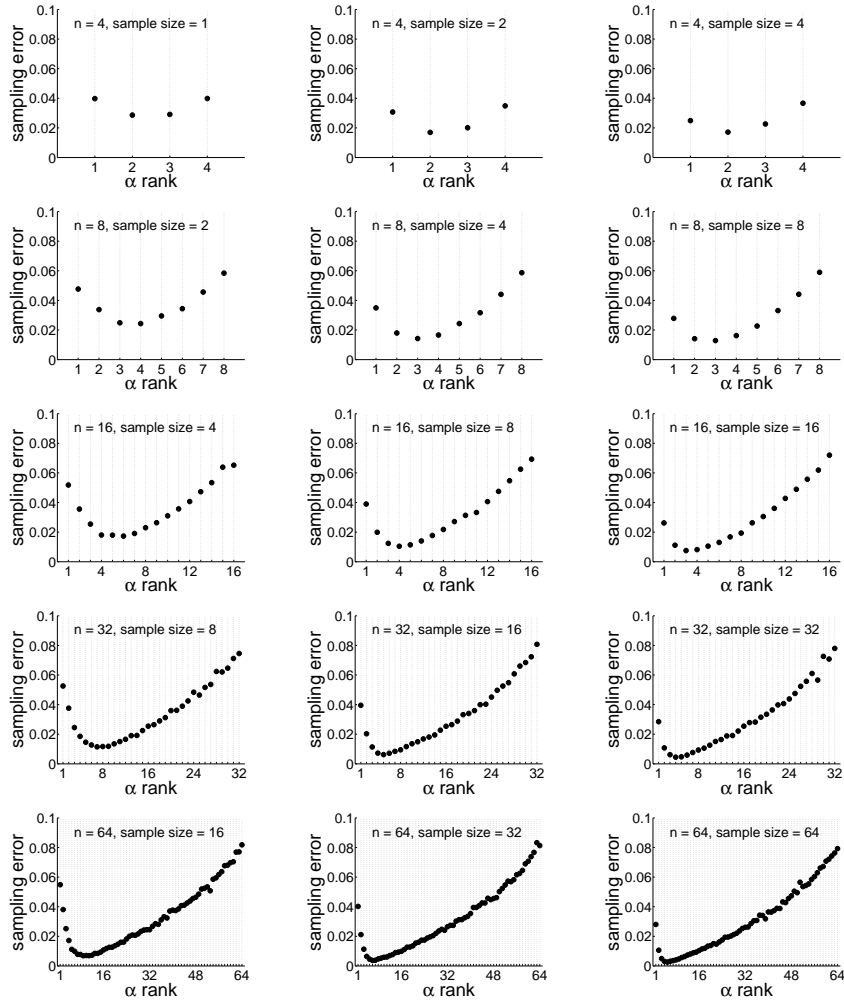 n = 4, sample size = 1
sampling error
0.1
0.08
0.06
0.04
0.02
0
1 2 3 4
α rank
n = 4, sample size = 2
sampling error
0.1
0.08
0.06
0.04
0.02
0
1 2 3 4
α rank
n = 4, sample size = 4
sampling error
0.1
0.08
0.06
0.04
0.02
0
1 2 3 4
α rank
n = 8, sample size = 2
sampling error
0.1
0.08
0.06
0.04
0.02
0
1 2 3 4 5 6 7 8
α rank
n = 8, sample size = 4
sampling error
0.1
0.08
0.06
0.04
0.02
0
1 2 3 4 5 6 7 8
α rank
n = 8, sample size = 8
sampling error
0.1
0.08
0.06
0.04
0.02
0
1 2 3 4 5 6 7 8
α rank
n = 16, sample size = 4
sampling error
0.1
0.08
0.06
0.04
0.02
0
1 4 8 12 16
α rank
n = 16, sample size = 8
sampling error
0.1
0.08
0.06
0.04
0.02
0
1 4 8 12 16
α rank
n = 16, sample size = 16
sampling error
0.1
0.08
0.06
0.04
0.02
0
1 4 8 12 16
α rank
n = 32, sample size = 8
sampling error
0.1
0.08
0.06
0.04
0.02
0
1 8 16 24 32
α rank
n = 32, sample size = 16
sampling error
0.1
0.08
0.06
0.04
0.02
0
1 8 16 24 32
α rank
n = 32, sample size = 32
sampling error
0.1
0.08
0.06
0.04
0.02
0
1 8 16 24 32
α rank
n = 64, sample size = 16
sampling error
0.1
0.08
0.06
0.04
0.02
0
1 16 32 48 64
α rank
n = 64, sample size = 32
sampling error
0.1
0.08
0.06
0.04
0.02
0
1 16 32 48 64
α rank
n = 64, sample size = 64
sampling error
0.1
0.08
0.06
0.04
0.02
0
1 16 32 48 64
α rank